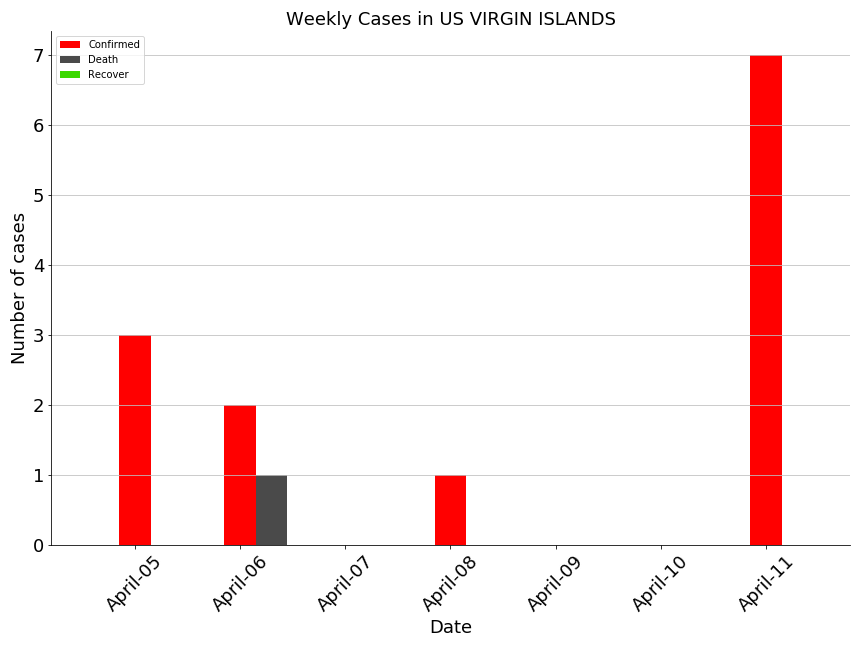 Weekly Cases in US VIRGIN ISLANDS
Confirmed
Death
Recover
Number of cases
7
6
5
4
3
2
1
0
April-05
April-06
April-07
April-08
April-09
April-10
April-11
Date